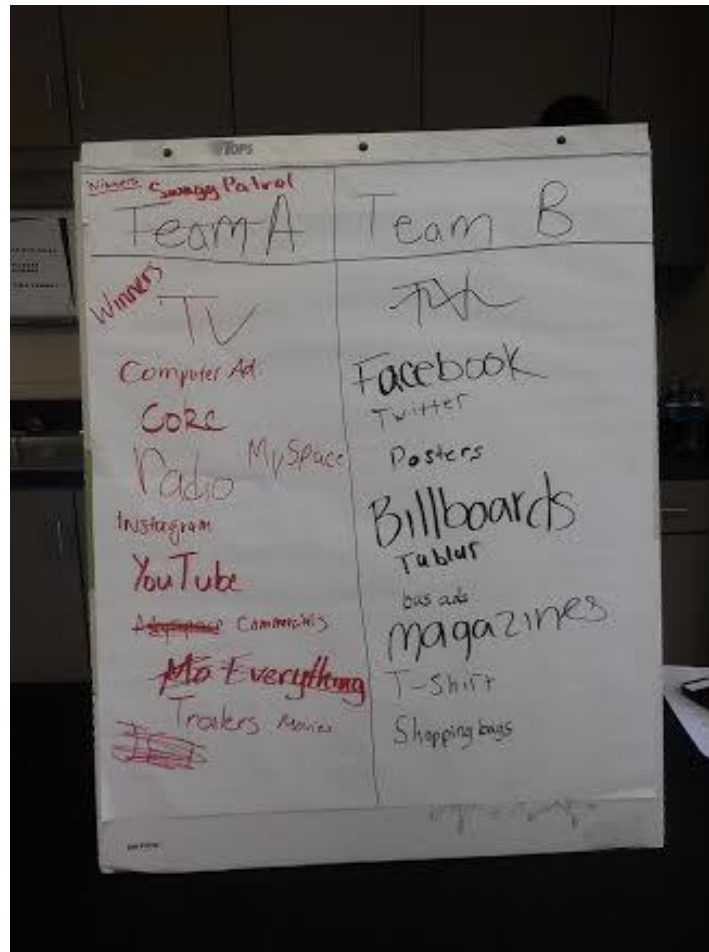 TOPS
Winners Swagg Patrol
Team A
Team B
Winners
TV
Computer Ad
Core
Radio MySpace
Instagram
YouTube
Commercials
Everything
Trailers Movies
Facebook
Twitter
Posters
Billboards
Tublur
bus ads
magazines
T-Shirt
Shopping bags